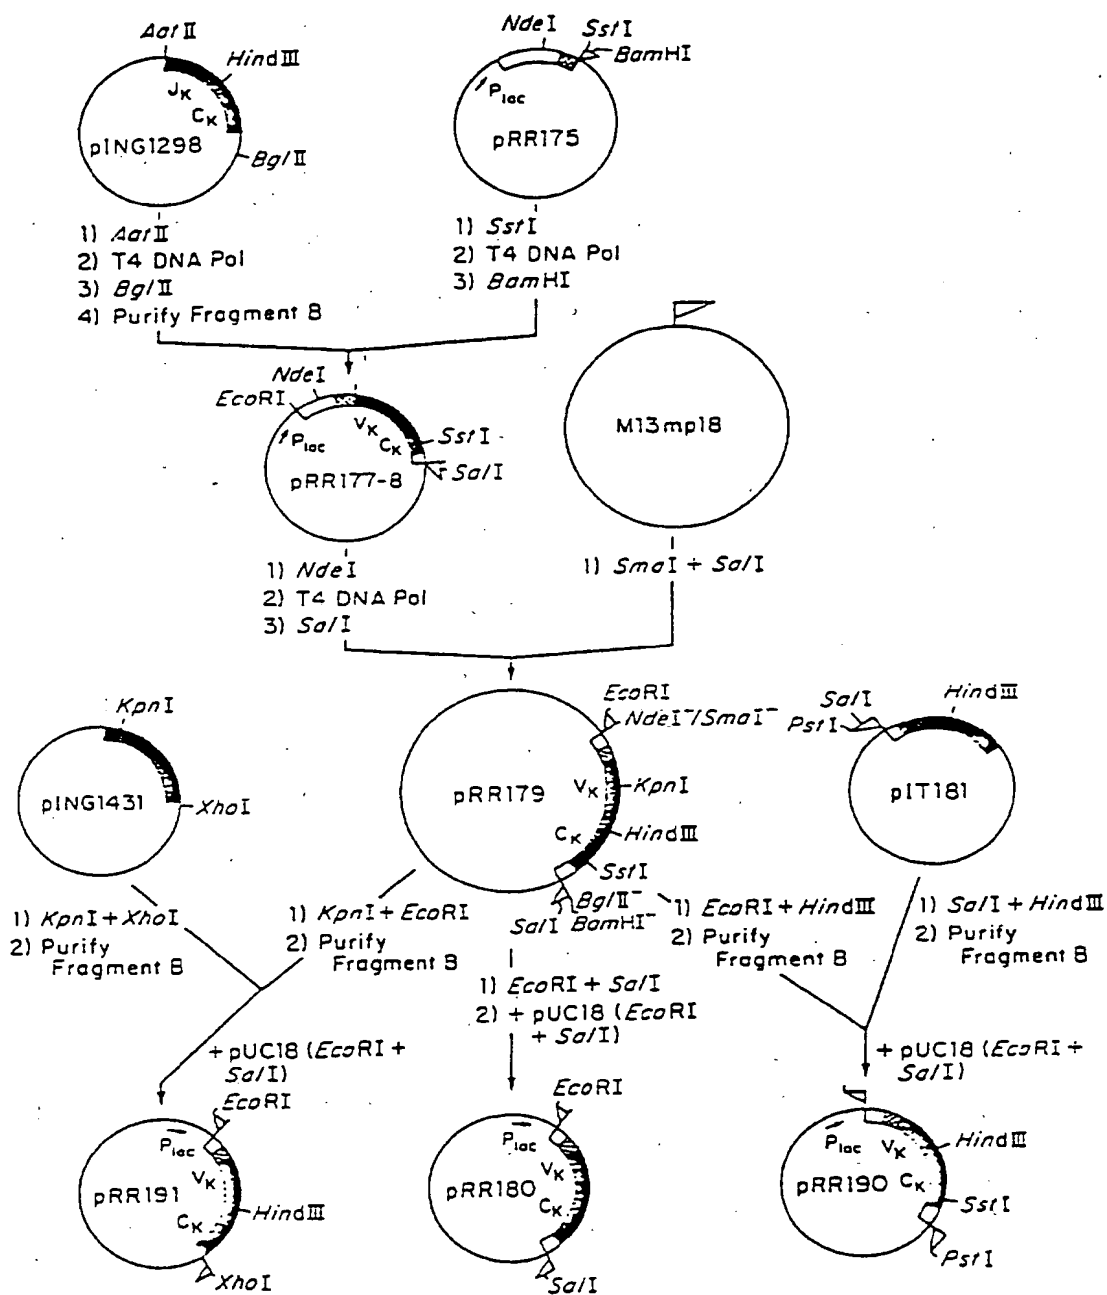 AatII
HindIII
JK
CK
pING1298
BglII
1) AatII
2) T4 DNA Pol
3) BglII
4) Purify Fragment B
NdeI
SstI
BamHI
Plac
pRR175
1) SstI
2) T4 DNA Pol
3) BamHI
NdeI
EcoRI
Plac
VK
CK
SstI
SalI
pRR177-8
1) NdeI
2) T4 DNA Pol
3) SalI
M13mp18
1) SmaI + SalI
KpnI
pING1431
XhoI
1) KpnI + XhoI
2) Purify
Fragment B
EcoRI
NdeI⁻/SmaI⁻
pRR179
VK
KpnI
CK
HindIII
SstI
BglII⁻
SalI BamHI⁻
1) KpnI + EcoRI
2) Purify
Fragment B
1) EcoRI + SalI
2) + pUC18 (EcoRI
+ SalI)
1) EcoRI + HindIII
2) Purify
Fragment B
SalI
PstI
HindIII
pIT181
1) SalI + HindIII
2) Purify
Fragment B
+ pUC18 (EcoRI +
SalI)
EcoRI
Plac
VK
pRR191
CK
HindIII
XhoI
EcoRI
Plac
VK
pRR180
CK
SalI
+ pUC18 (EcoRI +
SalI)
Plac
VK
HindIII
pRR190
CK
SstI
PstI